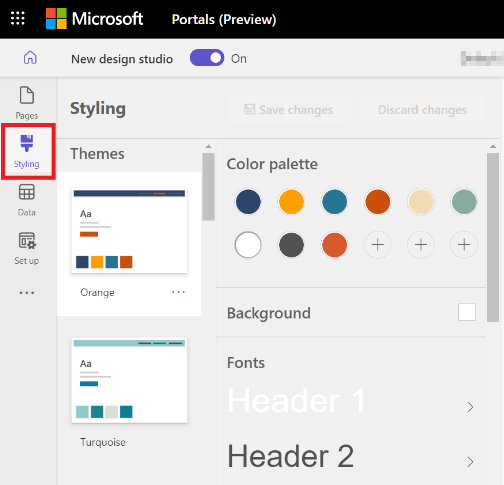 Microsoft
Portals (Preview)
New design studio
On
Pages
Styling
Data
Set up
Styling
Save changes
Discard changes
Themes
Aa
Orange
Aa
Turquoise
Color palette
Background
Fonts
Header 1
Header 2